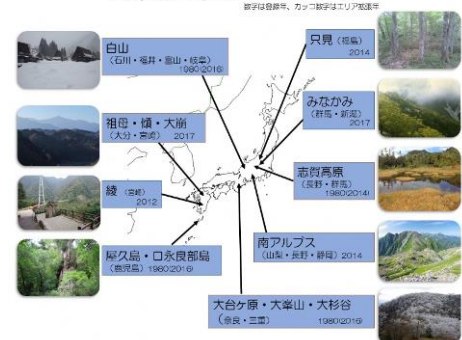 数字は登録年、カッコ数字はエリア拡張年
白山
（石川・福井・富山・岐阜）
1980(2016)
只見（福島）
2014
みなかみ
（群馬・新潟）
2017
祖母・傾・大崩
（大分・宮崎） 2017
志賀高原
（長野・群馬）
1980(2014)
綾（宮崎）
2012
南アルプス
（山梨・長野・静岡）2014
屋久島・口永良部島
（鹿児島）1980(2016)
大台ヶ原・大峯山・大杉谷
（奈良・三重） 1980(2016)